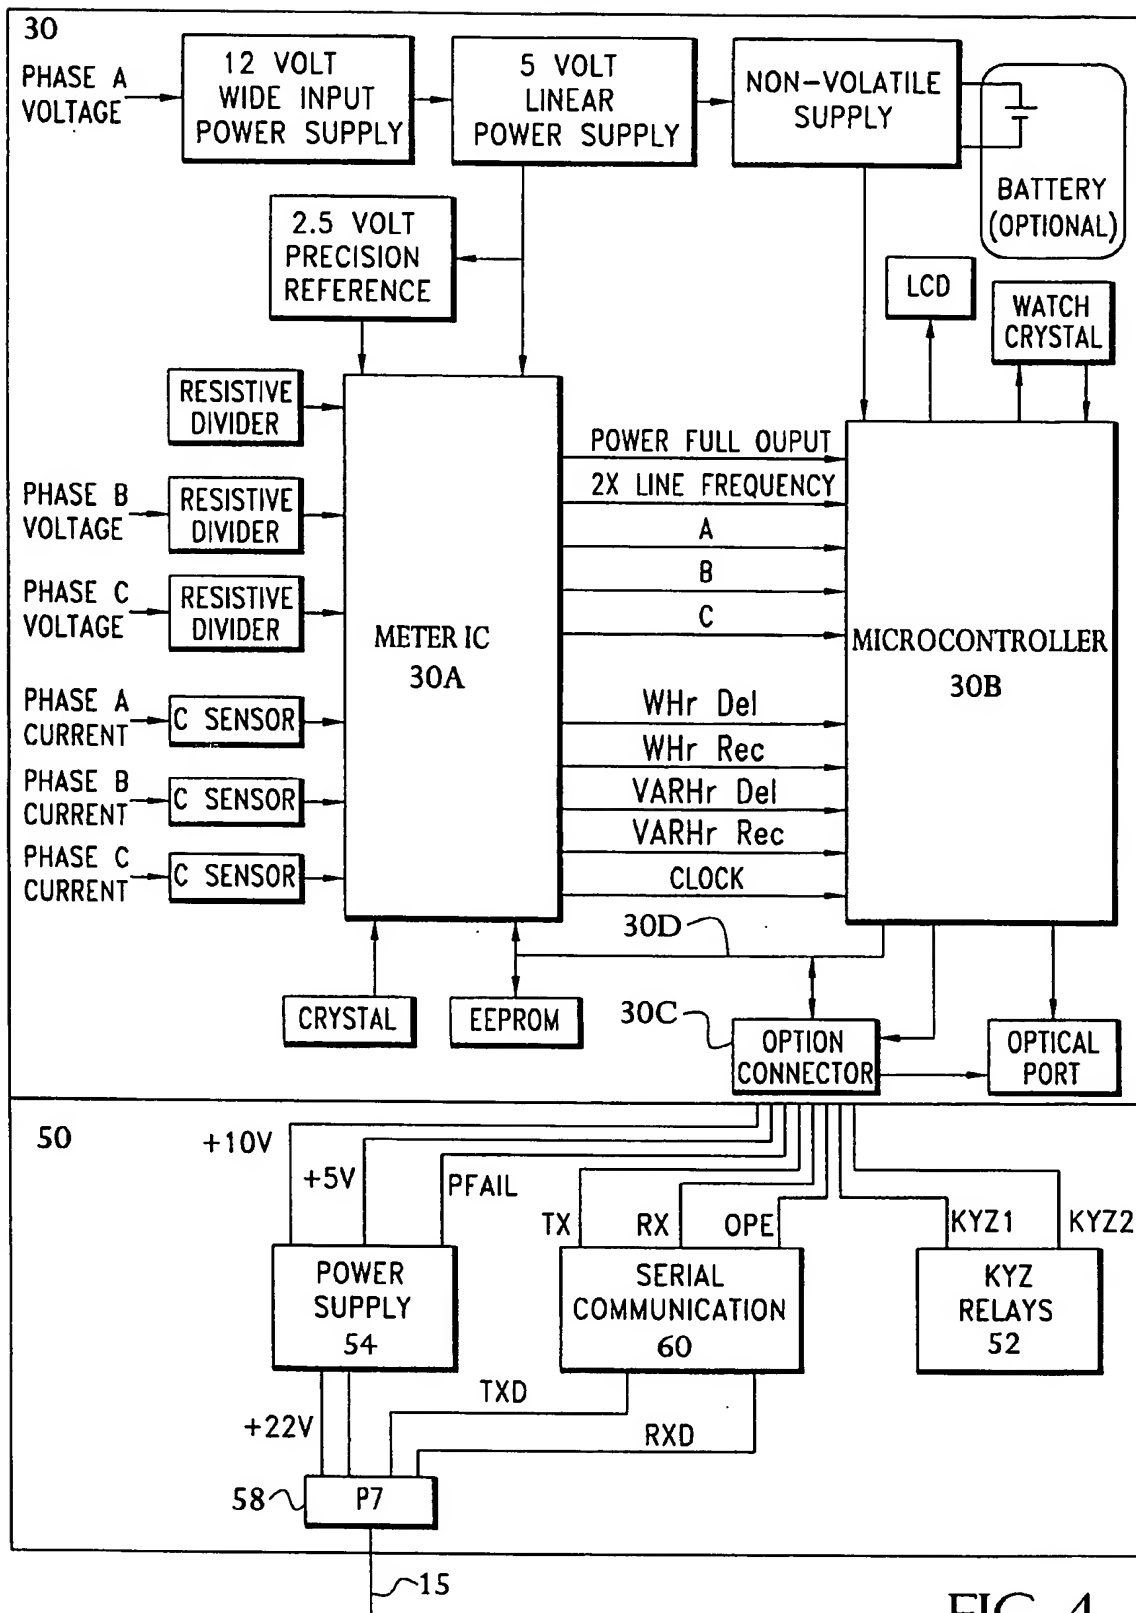 30
PHASE A
VOLTAGE
12 VOLT
WIDE INPUT
POWER SUPPLY
5 VOLT
LINEAR
POWER SUPPLY
NON-VOLATILE
SUPPLY
BATTERY
(OPTIONAL)
2.5 VOLT
PRECISION
REFERENCE
LCD
WATCH
CRYSTAL
RESISTIVE
DIVIDER
PHASE B
VOLTAGE
RESISTIVE
DIVIDER
PHASE C
VOLTAGE
RESISTIVE
DIVIDER
PHASE A
CURRENT
C SENSOR
PHASE B
CURRENT
C SENSOR
PHASE C
CURRENT
C SENSOR
METER IC
30A
POWER FULL OUPUT
2X LINE FREQUENCY
A
B
C
WHr Del
WHr Rec
VARHr Del
VARHr Rec
CLOCK
MICROCONTROLLER
30B
30D
CRYSTAL
EEPROM
30C
OPTION
CONNECTOR
OPTICAL
PORT
50
+10V
+5V
PFAIL
TX
RX
OPE
KYZ1
KYZ2
POWER
SUPPLY
54
SERIAL
COMMUNICATION
60
KYZ
RELAYS
52
+22V
TXD
RXD
58
P7
15
FIG. 4